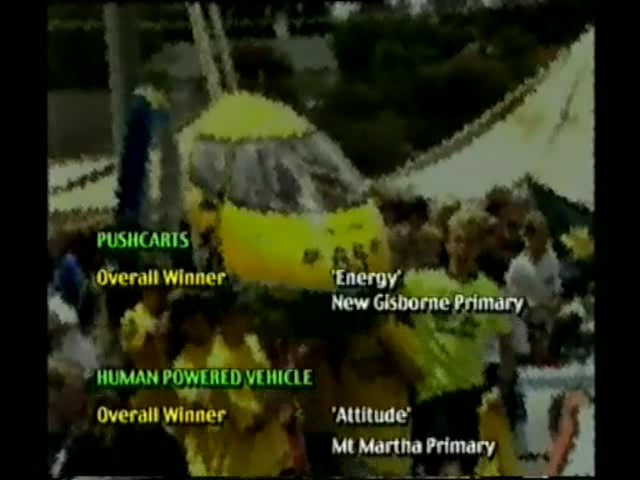 PUSHCARTS
Overall Winner 'Energy'
New Gisborne Primary
HUMAN POWERED VEHICLE
Overall Winner 'Attitude'
Mt Martha Primary